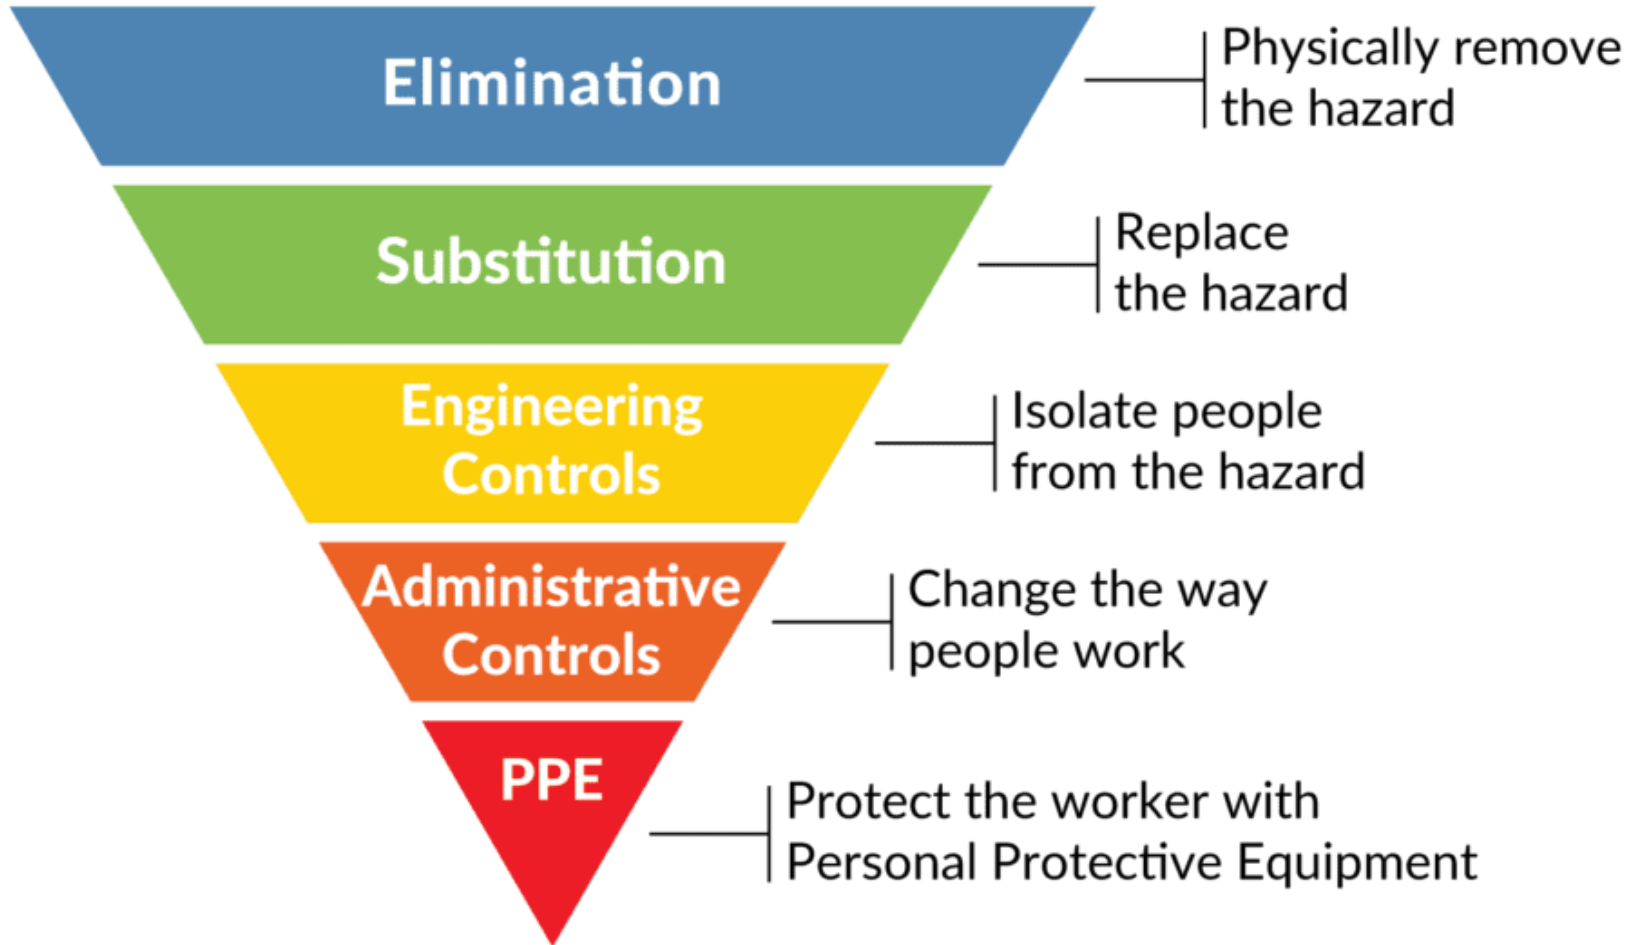 Elimination
Physically remove
the hazard
Substitution
Replace
the hazard
Engineering
Controls
Isolate people
from the hazard
Administrative
Controls
Change the way
people work
PPE
Protect the worker with
Personal Protective Equipment